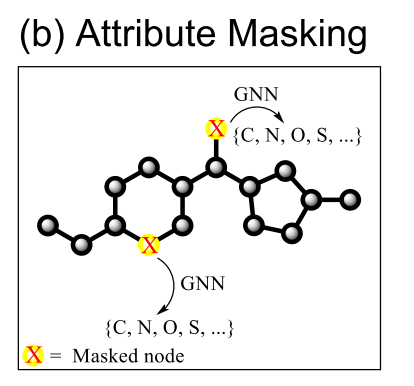 (b) Attribute Masking
GNN
X
{C, N, O, S, ...}
X
GNN
{C, N, O, S, ...}
X = Masked node